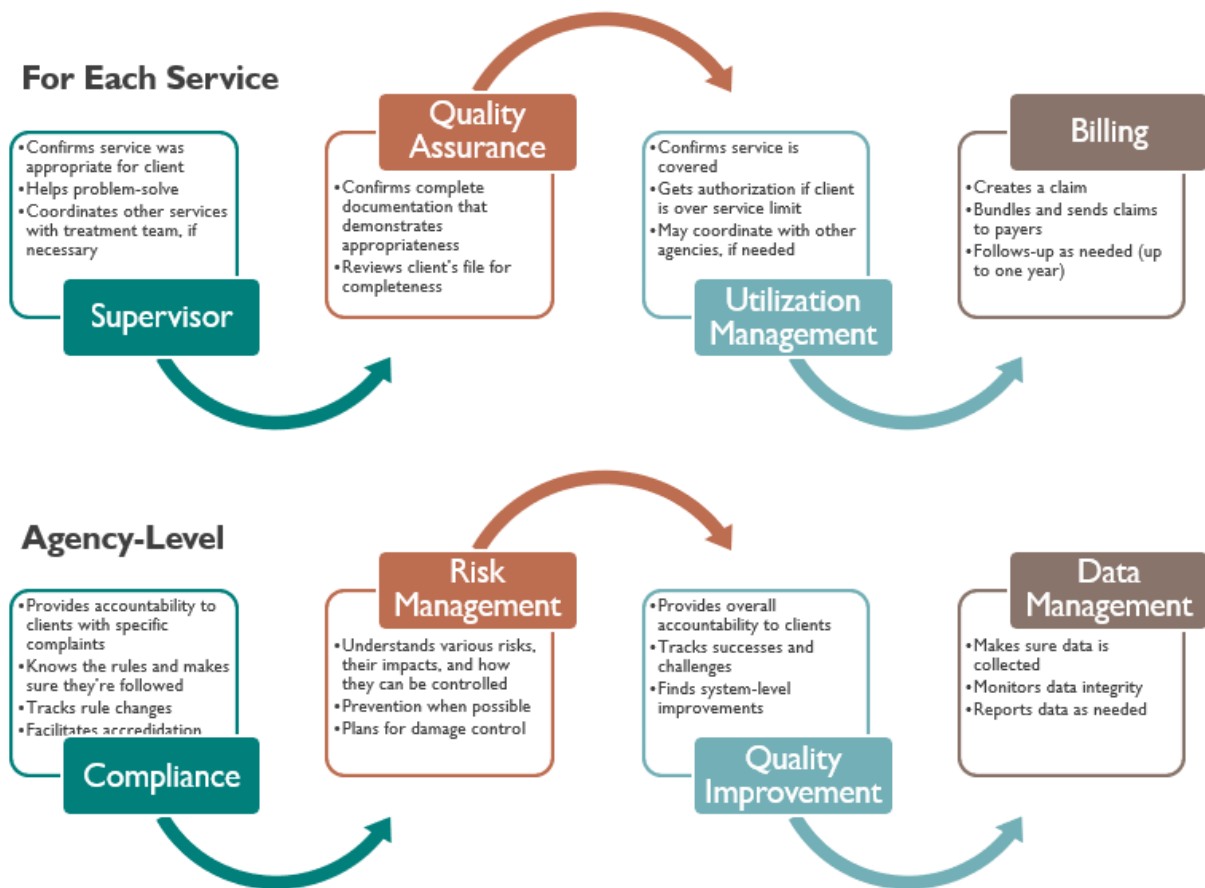 For Each Service
•Confirms service was
appropriate for client
•Helps problem-solve
•Coordinates other services
with treatment team, if
necessary
Supervisor
Quality
Assurance
•Confirms complete
documentation that
demonstrates
appropriateness
•Reviews client's file for
completeness
•Confirms service is
covered
•Gets authorization if client
is over service limit
•May coordinate with other
agencies, if needed
Utilization
Management
Billing
•Creates a claim
•Bundles and sends claims
to payers
•Follows-up as needed (up
to one year)
Agency-Level
•Provides accountability to
clients with specific
complaints
•Knows the rules and makes
sure they're followed
•Tracks rule changes
•Facilitates accredidation
Compliance
Risk
Management
•Understands various risks,
their impacts, and how
they can be controlled
•Prevention when possible
•Plans for damage control
•Provides overall
accountability to clients
•Tracks successes and
challenges
•Finds system-level
improvements
Quality
Improvement
Data
Management
•Makes sure data is
collected
•Monitors data integrity
•Reports data as needed